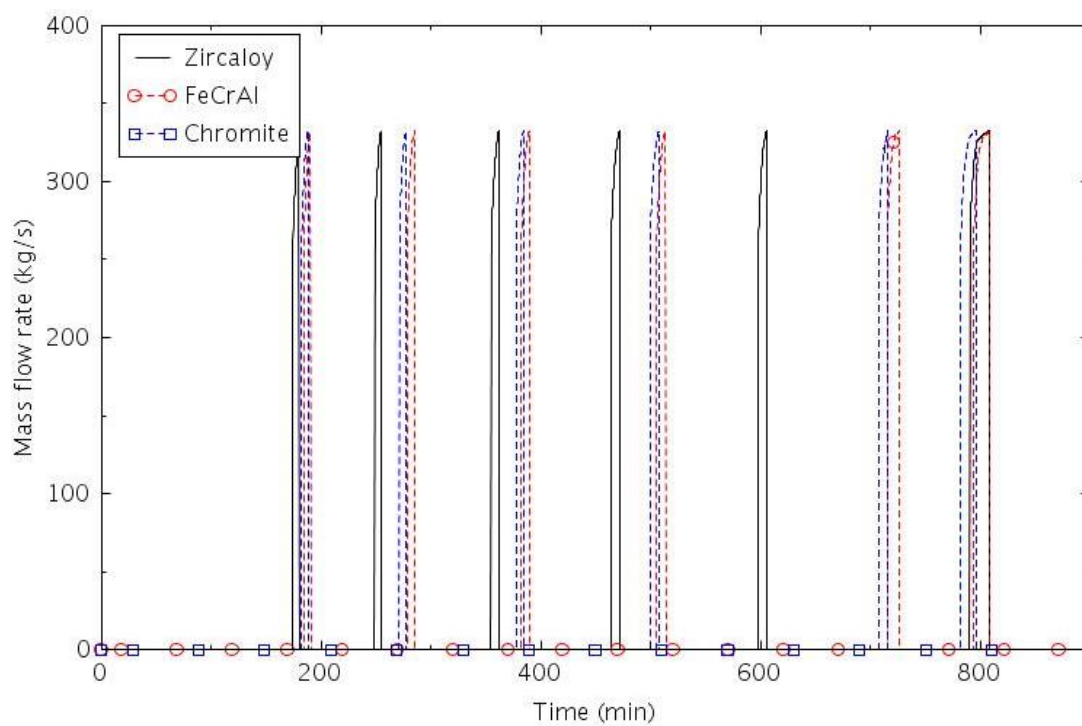 400
Zircaloy
FeCrAl
Chromite
300
200
100
0
0 200 400 600 800
Mass flow rate (kg/s)
Time (min)